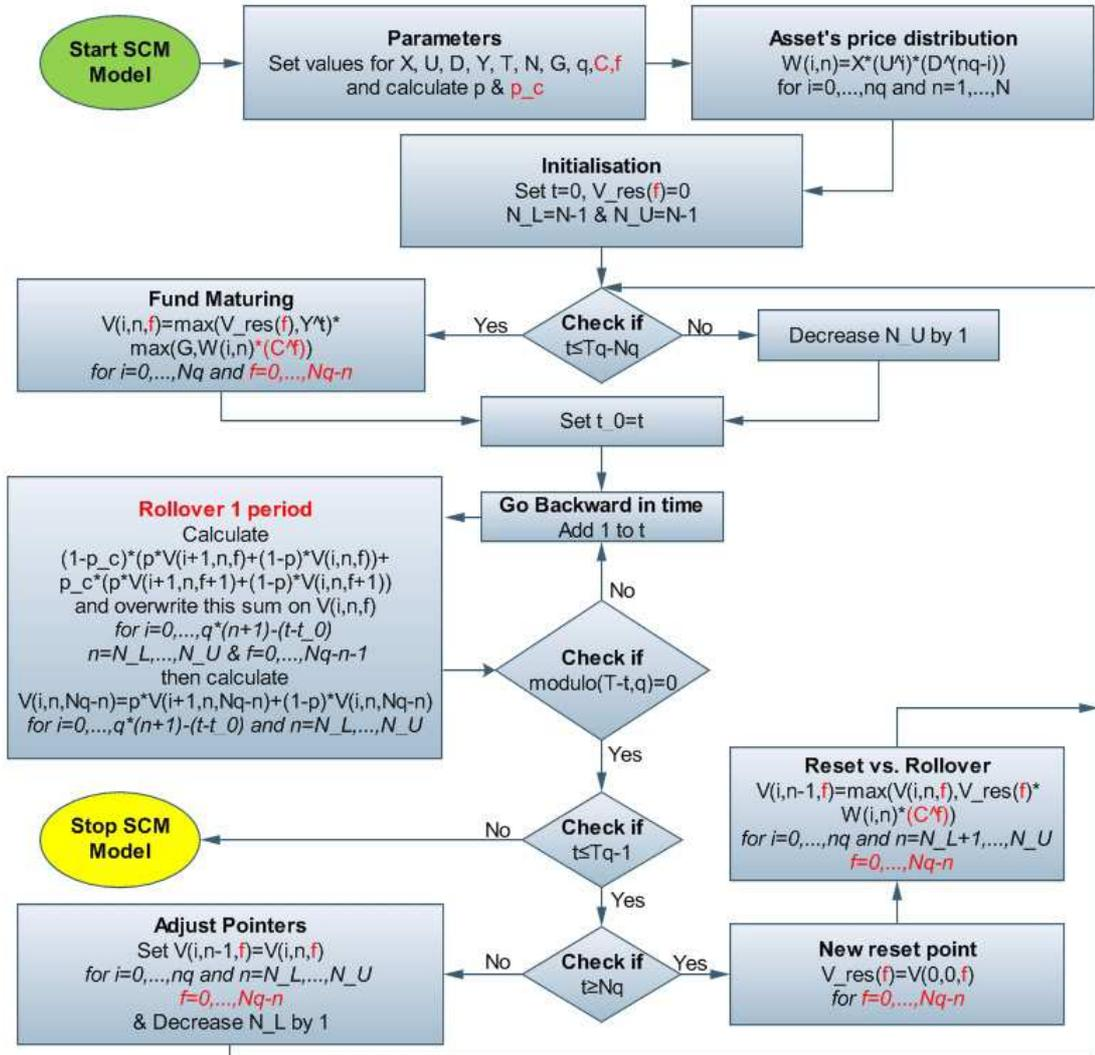 Start SCM
Model
Parameters
Set values for X, U, D, Y, T, N, G, q,C,f
and calculate p & p_c
Asset's price distribution
W(i,n)=X*(U^i)*(D^(nq-i))
for i=0,...,nq and n=1,...,N
Initialisation
Set t=0, V_res(f)=0
N_L=N-1 & N_U=N-1
Fund Maturing
V(i,n,f)=max(V_res(f),Y^t)*
max(G,W(i,n)*(C^f))
for i=0,...,Nq and f=0,...,Nq-n
Yes
Check if
t≤Tq-Nq
No
Decrease N_U by 1
Set t_0=t
Rollover 1 period
Calculate
(1-p_c)*(p*V(i+1,n,f)+(1-p)*V(i,n,f))+
p_c*(p*V(i+1,n,f+1)+(1-p)*V(i,n,f+1))
and overwrite this sum on V(i,n,f)
for i=0,...,q*(n+1)-(t-t_0)
n=N_L,...,N_U & f=0,...,Nq-n-1
then calculate
V(i,n,Nq-n)=p*V(i+1,n,Nq-n)+(1-p)*V(i,n,Nq-n)
for i=0,...,q*(n+1)-(t-t_0) and n=N_L,...,N_U
Go Backward in time
Add 1 to t
No
Check if
modulo(T-t,q)=0
Yes
Stop SCM
Model
No
Check if
t≤Tq-1
Yes
Reset vs. Rollover
V(i,n-1,f)=max(V(i,n,f),V_res(f)*
W(i,n)*(C^f))
for i=0,...,nq and n=N_L+1,...,N_U
f=0,...,Nq-n
Adjust Pointers
Set V(i,n-1,f)=V(i,n,f)
for i=0,...,nq and n=N_L,...,N_U
f=0,...,Nq-n
& Decrease N_L by 1
No
Check if
t≥Nq
Yes
New reset point
V_res(f)=V(0,0,f)
for f=0,...,Nq-n